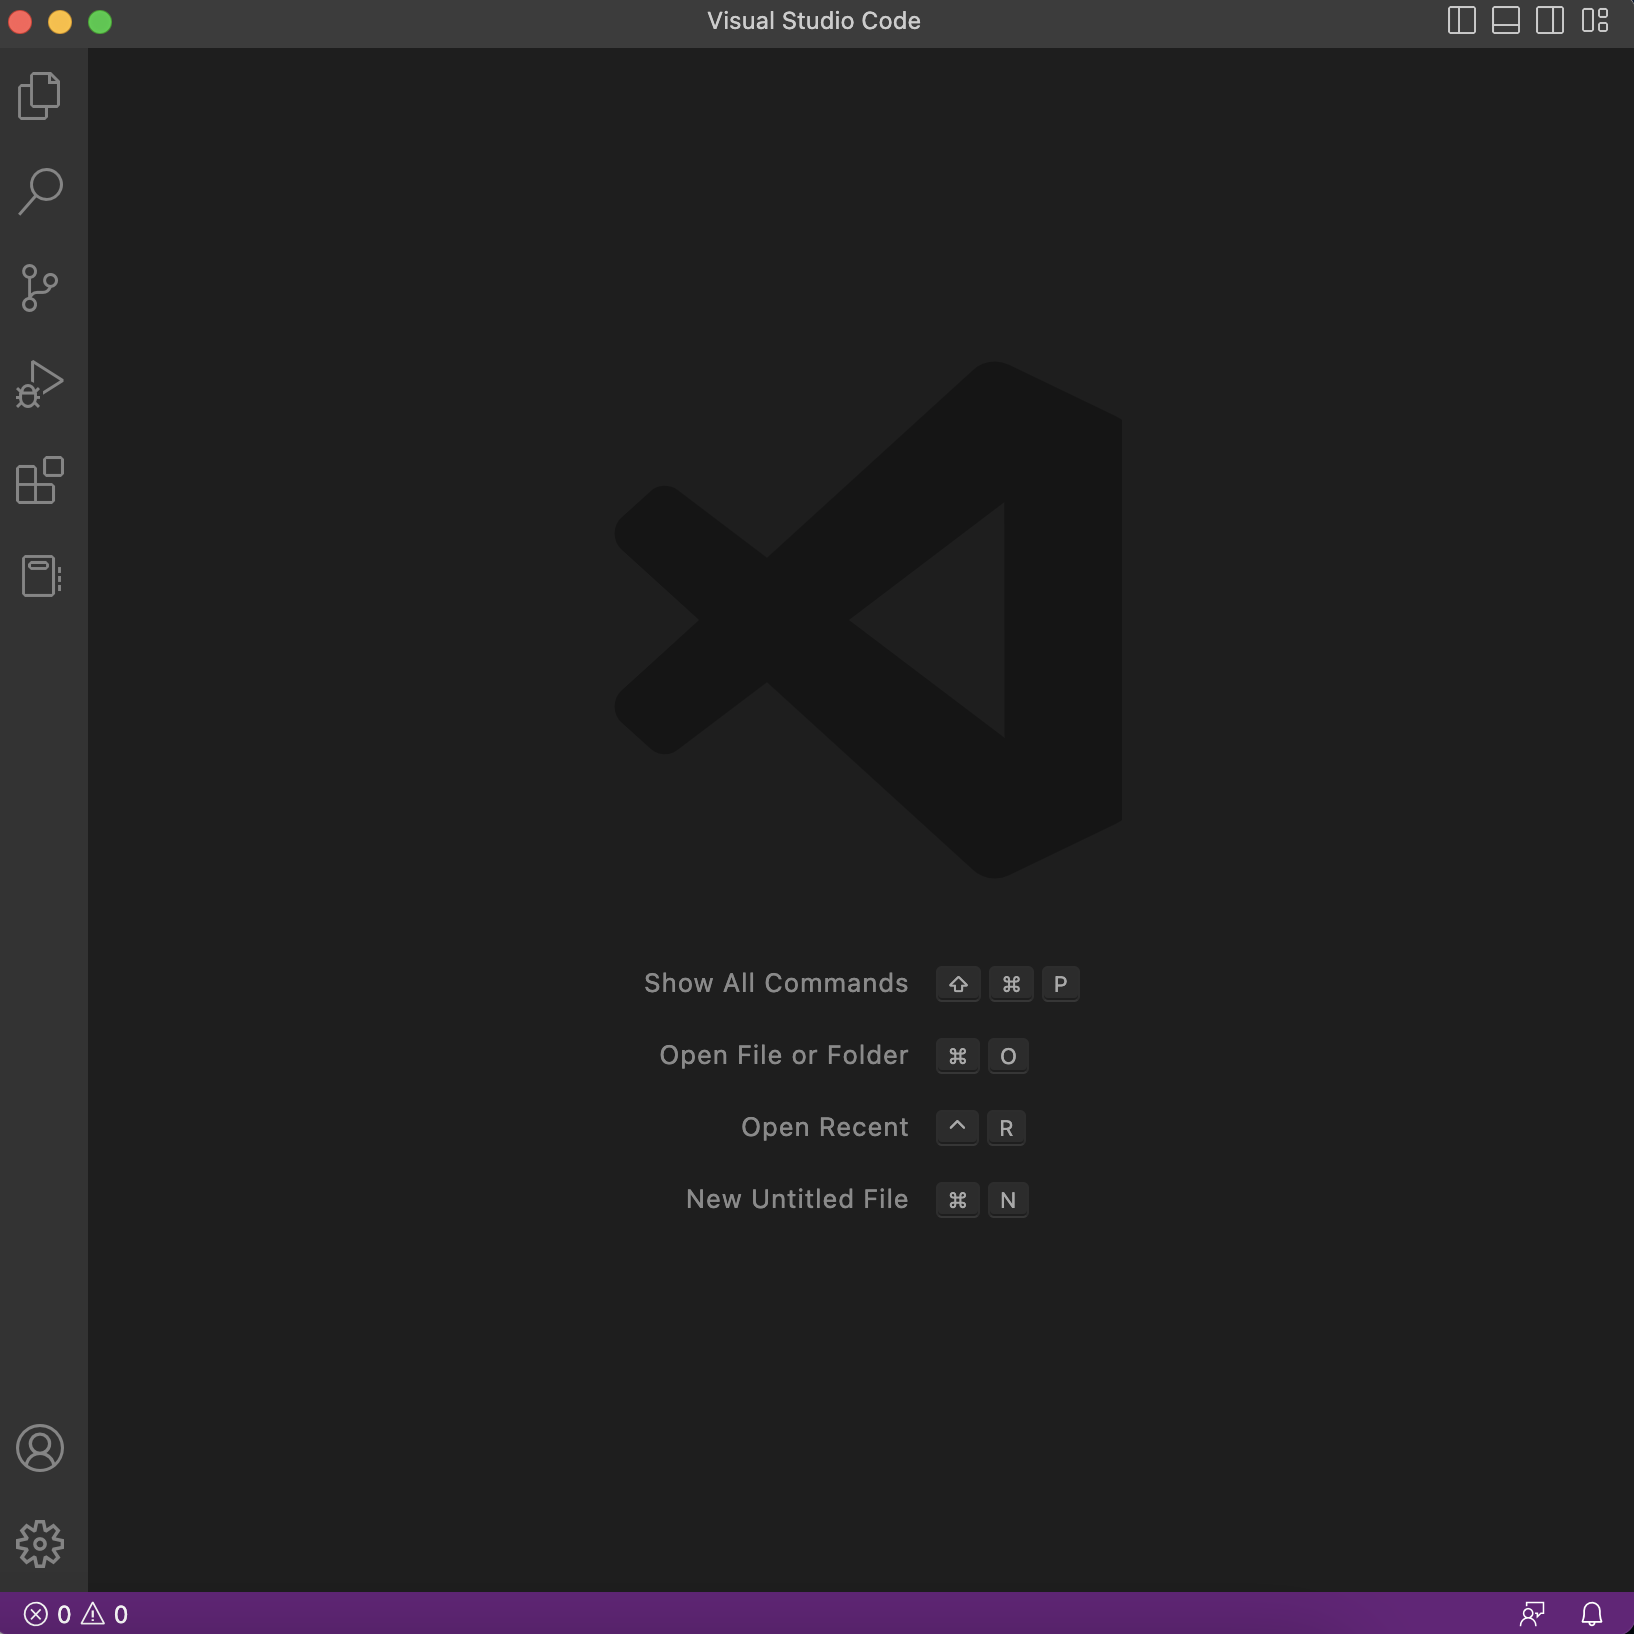 Visual Studio Code
Show All Commands ⇧ ⌘ P
Open File or Folder ⌘ O
Open Recent ^ R
New Untitled File ⌘ N
0 0